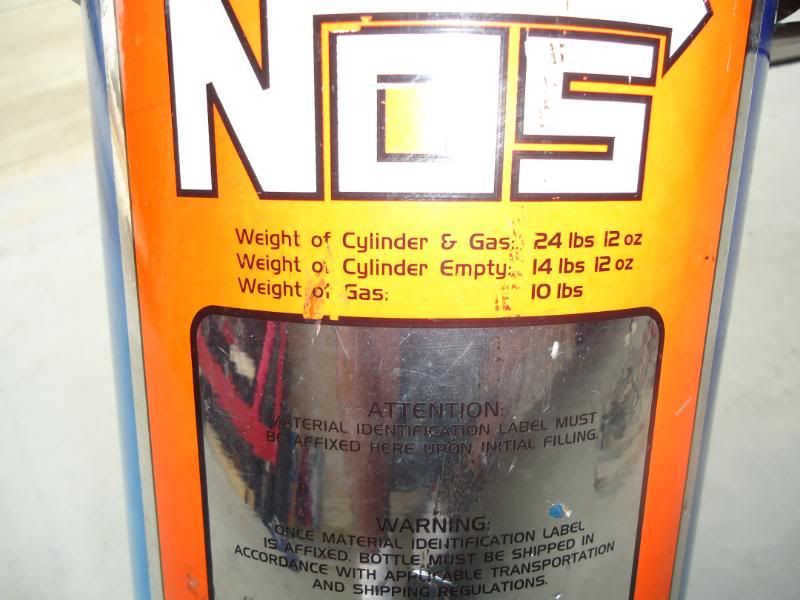 NOS
Weight of Cylinder & Gas: 24 lbs 12 oz
Weight of Cylinder Empty: 14 lbs 12 oz
Weight of Gas: 10 lbs
ATTENTION:
MATERIAL IDENTIFICATION LABEL MUST
BE AFFIXED HERE UPON INITIAL FILLING.
WARNING:
ONCE MATERIAL IDENTIFICATION LABEL
IS AFFIXED, BOTTLE MUST BE SHIPPED IN
ACCORDANCE WITH APPLICABLE TRANSPORTATION
AND SHIPPING REGULATIONS.